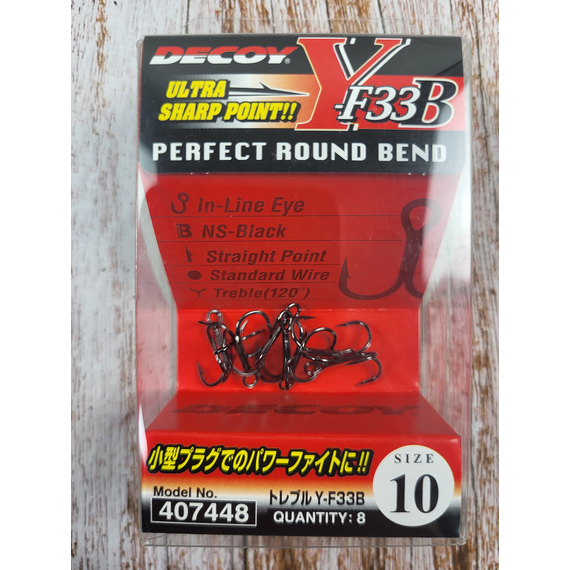 DECOY®
Y-F33B
ULTRA
SHARP POINT!!
PERFECT ROUND BEND
In-Line Eye
B NS-Black
Straight Point
Standard Wire
Treble(120°)
DECOY
小型プラグでのパワーファイトに!!
SIZE
10
Model No.
407448
トレブル Y-F33B
QUANTITY: 8